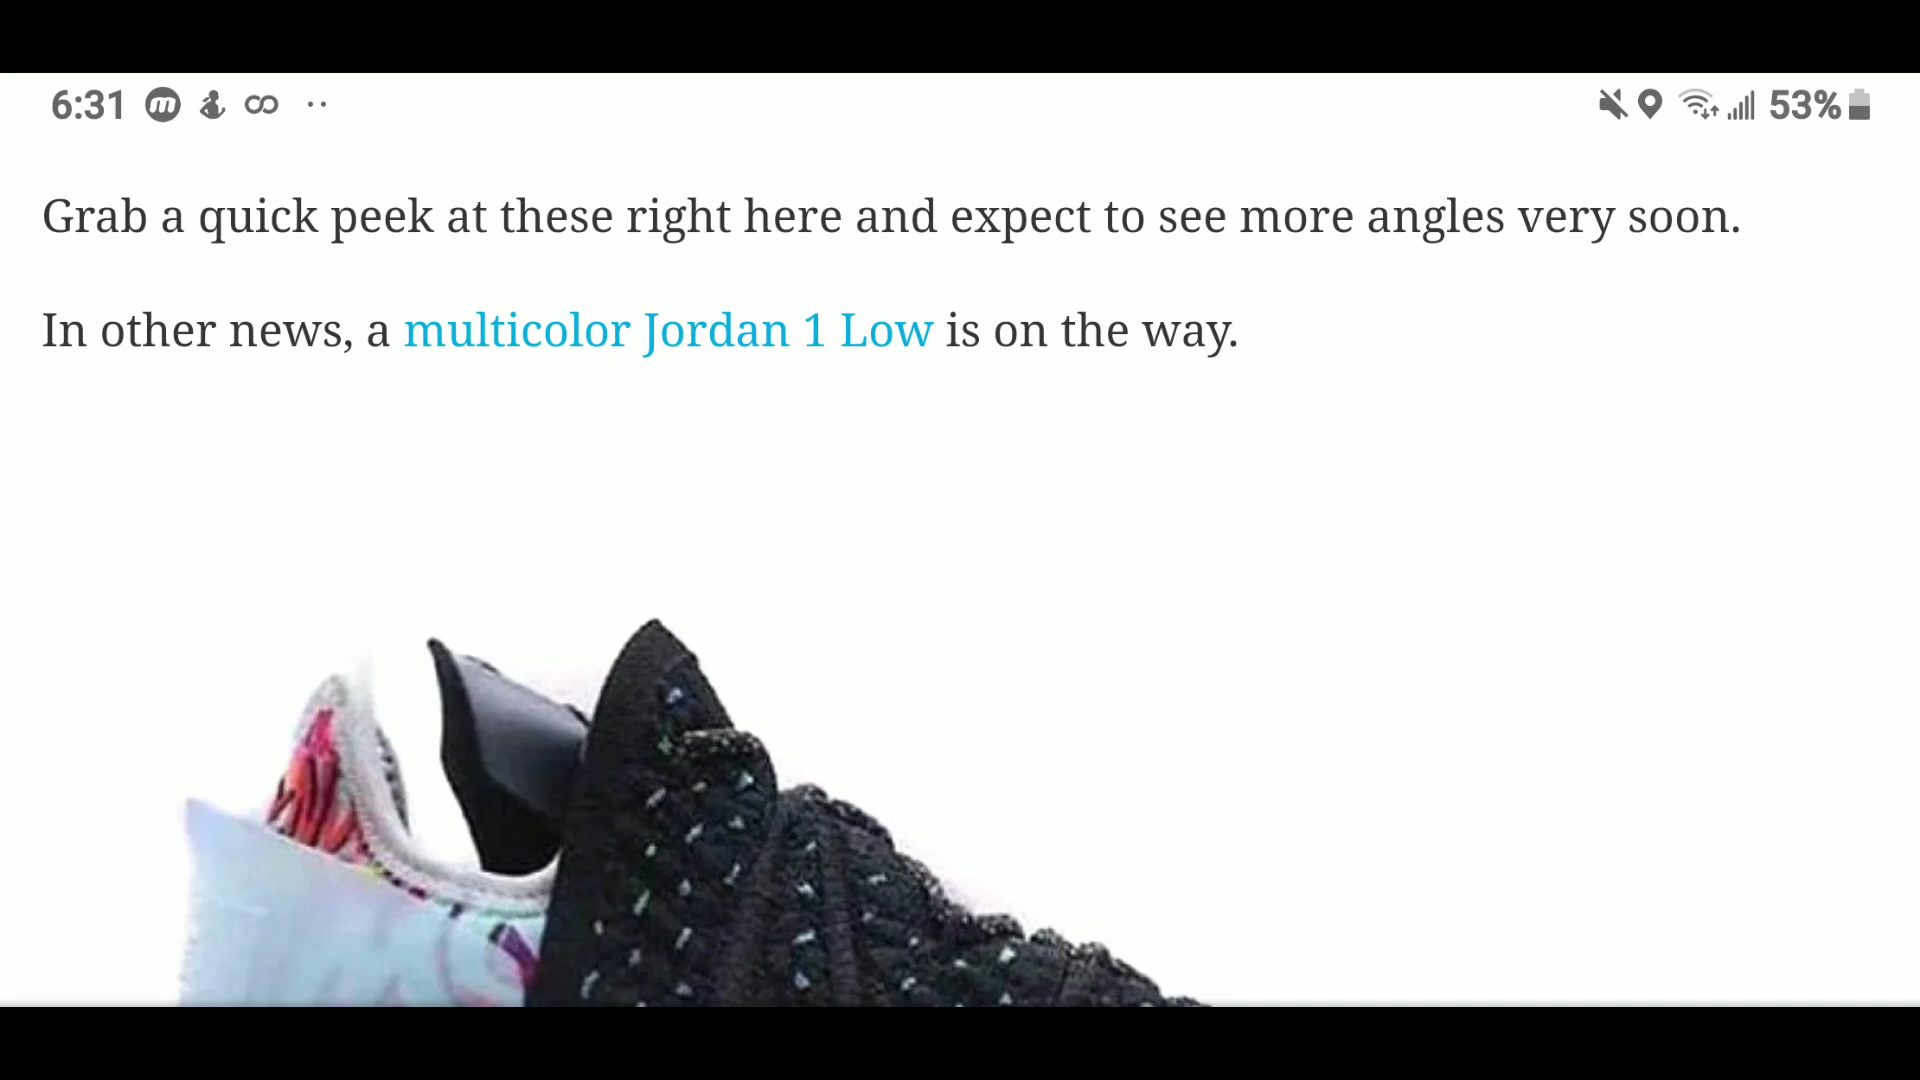 6:31 m 53%
Grab a quick peek at these right here and expect to see more angles very soon.
In other news, a multicolor Jordan 1 Low is on the way.